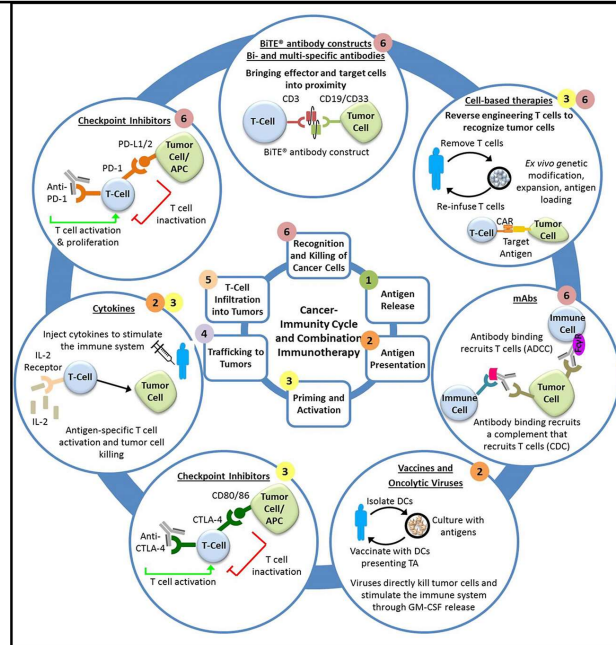 BiTE® antibody constructs 6
Bi- and multi-specific antibodies
Bringing effector and target cells
into proximity
CD3 CD19/CD33
T-Cell
Tumor
Cell
BiTE® antibody construct
3 6
Cell-based therapies
Reverse engineering T cells to
recognize tumor cells
Remove T cells
Ex vivo genetic
modification,
expansion, antigen
loading
Re-infuse T cells
CAR
T-Cell
Tumor
Cell
Target
Antigen
6
mAbs
Immune
Cell
Antibody binding
recruits T cells (ADCC)
Tumor
Cell
Immune
Cell
Antibody binding recruits
a complement that
recruits T cells (CDC)
Vaccines and 2
Oncolytic Viruses
Isolate DCs
Culture with
antigens
Vaccinate with DCs
presenting TA
Viruses directly kill tumor cells and
stimulate the immune system
through GM-CSF release
Checkpoint Inhibitors 3
CD80/86
Tumor
Cell/
APC
CTLA-4
Anti-
CTLA-4
T-Cell
T cell activation
T cell
inactivation
2 3
Cytokines
Inject cytokines to stimulate
the immune system
IL-2
Receptor
T-Cell
Tumor
Cell
IL-2
Antigen-specific T cell
activation and tumor cell
killing
Checkpoint Inhibitors 6
PD-L1/2
Tumor
Cell/
APC
PD-1
Anti-
PD-1
T-Cell
T cell activation
& proliferation
T cell
inactivation
6
Recognition
and Killing of
Cancer Cells
1
Antigen
Release
2
Antigen
Presentation
3
Priming and
Activation
4
Trafficking to
Tumors
5
T-Cell
Infiltration
into Tumors
Cancer-
Immunity Cycle
and Combination
Immunotherapy